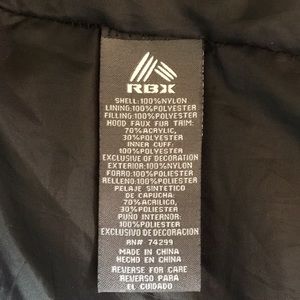 RBX
SHELL:100%NYLON
LINING:100%POLYESTER
FILLING:100%POLYESTER
HOOD FAUX FUR TRIM:
70%ACRYLIC,
30%POLYESTER
INNER CUFF:
100%POLYESTER
EXCLUSIVE OF DECORATION
EXTERIOR:100%NYLON
FORRO:100%POLIESTER
RELLENO:100%POLIESTER
PELAJE SINTETICO
DE CAPUCHA:
70%ACRILICO,
30%POLIESTER
PUÑO INTERNOR:
100%POLIESTER
EXCLUSIVO DE DECORACION
RN# 74299
MADE IN CHINA
HECHO EN CHINA
REVERSE FOR CARE
REVERSO PARA
EL CUIDADO